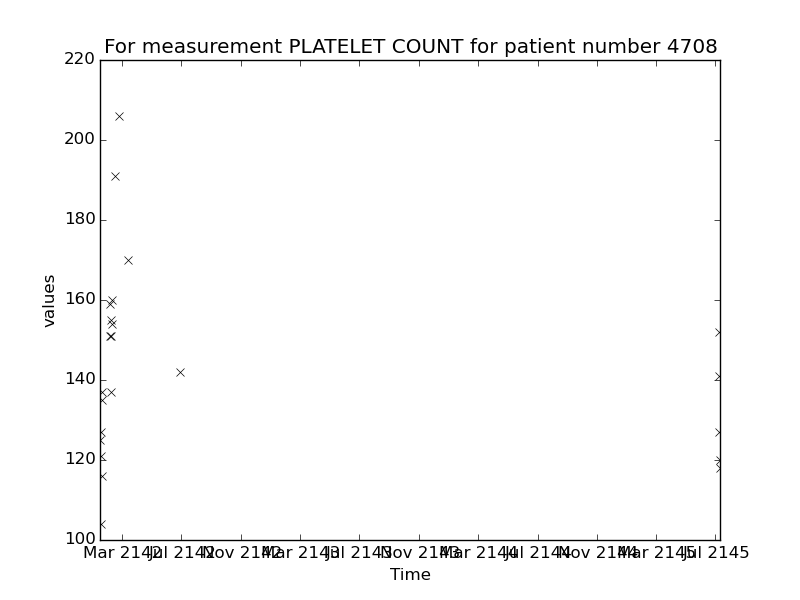 For measurement PLATELET COUNT for patient number 4708
220
200
180
160
140
120
100
values
Mar 2142 Jul 2142 Nov 2142 Mar 2143 Jul 2143 Nov 2143 Mar 2144 Jul 2144 Nov 2144 Mar 2145 Jul 2145
Time